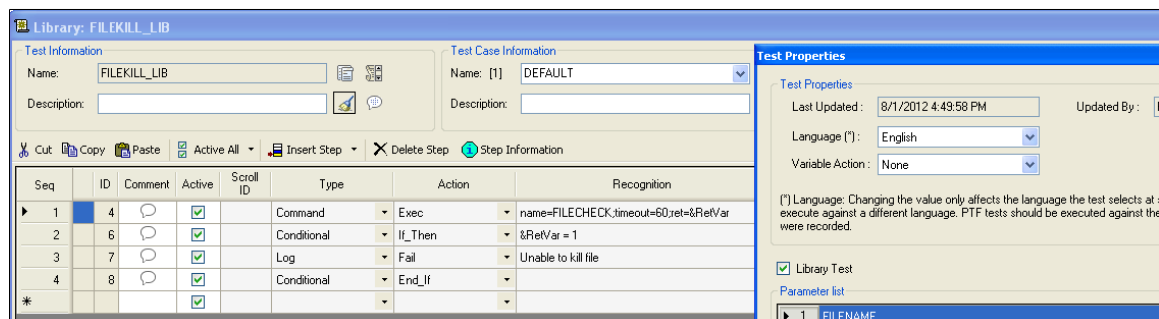 Library: FILEKILL_LIB
Test Information
Name: FILEKILL_LIB
Description:
Test Case Information
Name: [1] DEFAULT
Description:
Cut Copy Paste Active All Insert Step Delete Step Step Information
Seq ID Comment Active Scroll ID Type Action Recognition
1 4 Command Exec name=FILECHECK;timeout=60;ret=&RetVar
2 6 Conditional If_Then &RetVar = 1
3 7 Log Fail Unable to kill file
4 8 Conditional End_If
Test Properties
Test Properties
Last Updated : 8/1/2012 4:49:58 PM Updated By :
Language (*) : English
Variable Action : None
(*) Language: Changing the value only affects the language the test selects at
execute against a different language. PTF tests should be executed against the
were recorded.
Library Test
Parameter list
1 FILENAME